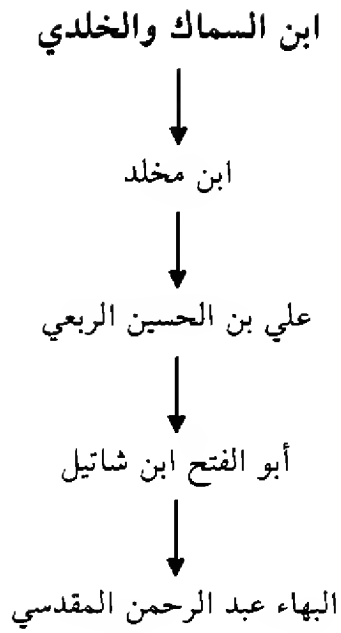 ابن السماك والخلدي
ابن مخلد
علي بن الحسين الربعي
أبو الفتح ابن شاتيل
البهاء عبد الرحمن المقدسي